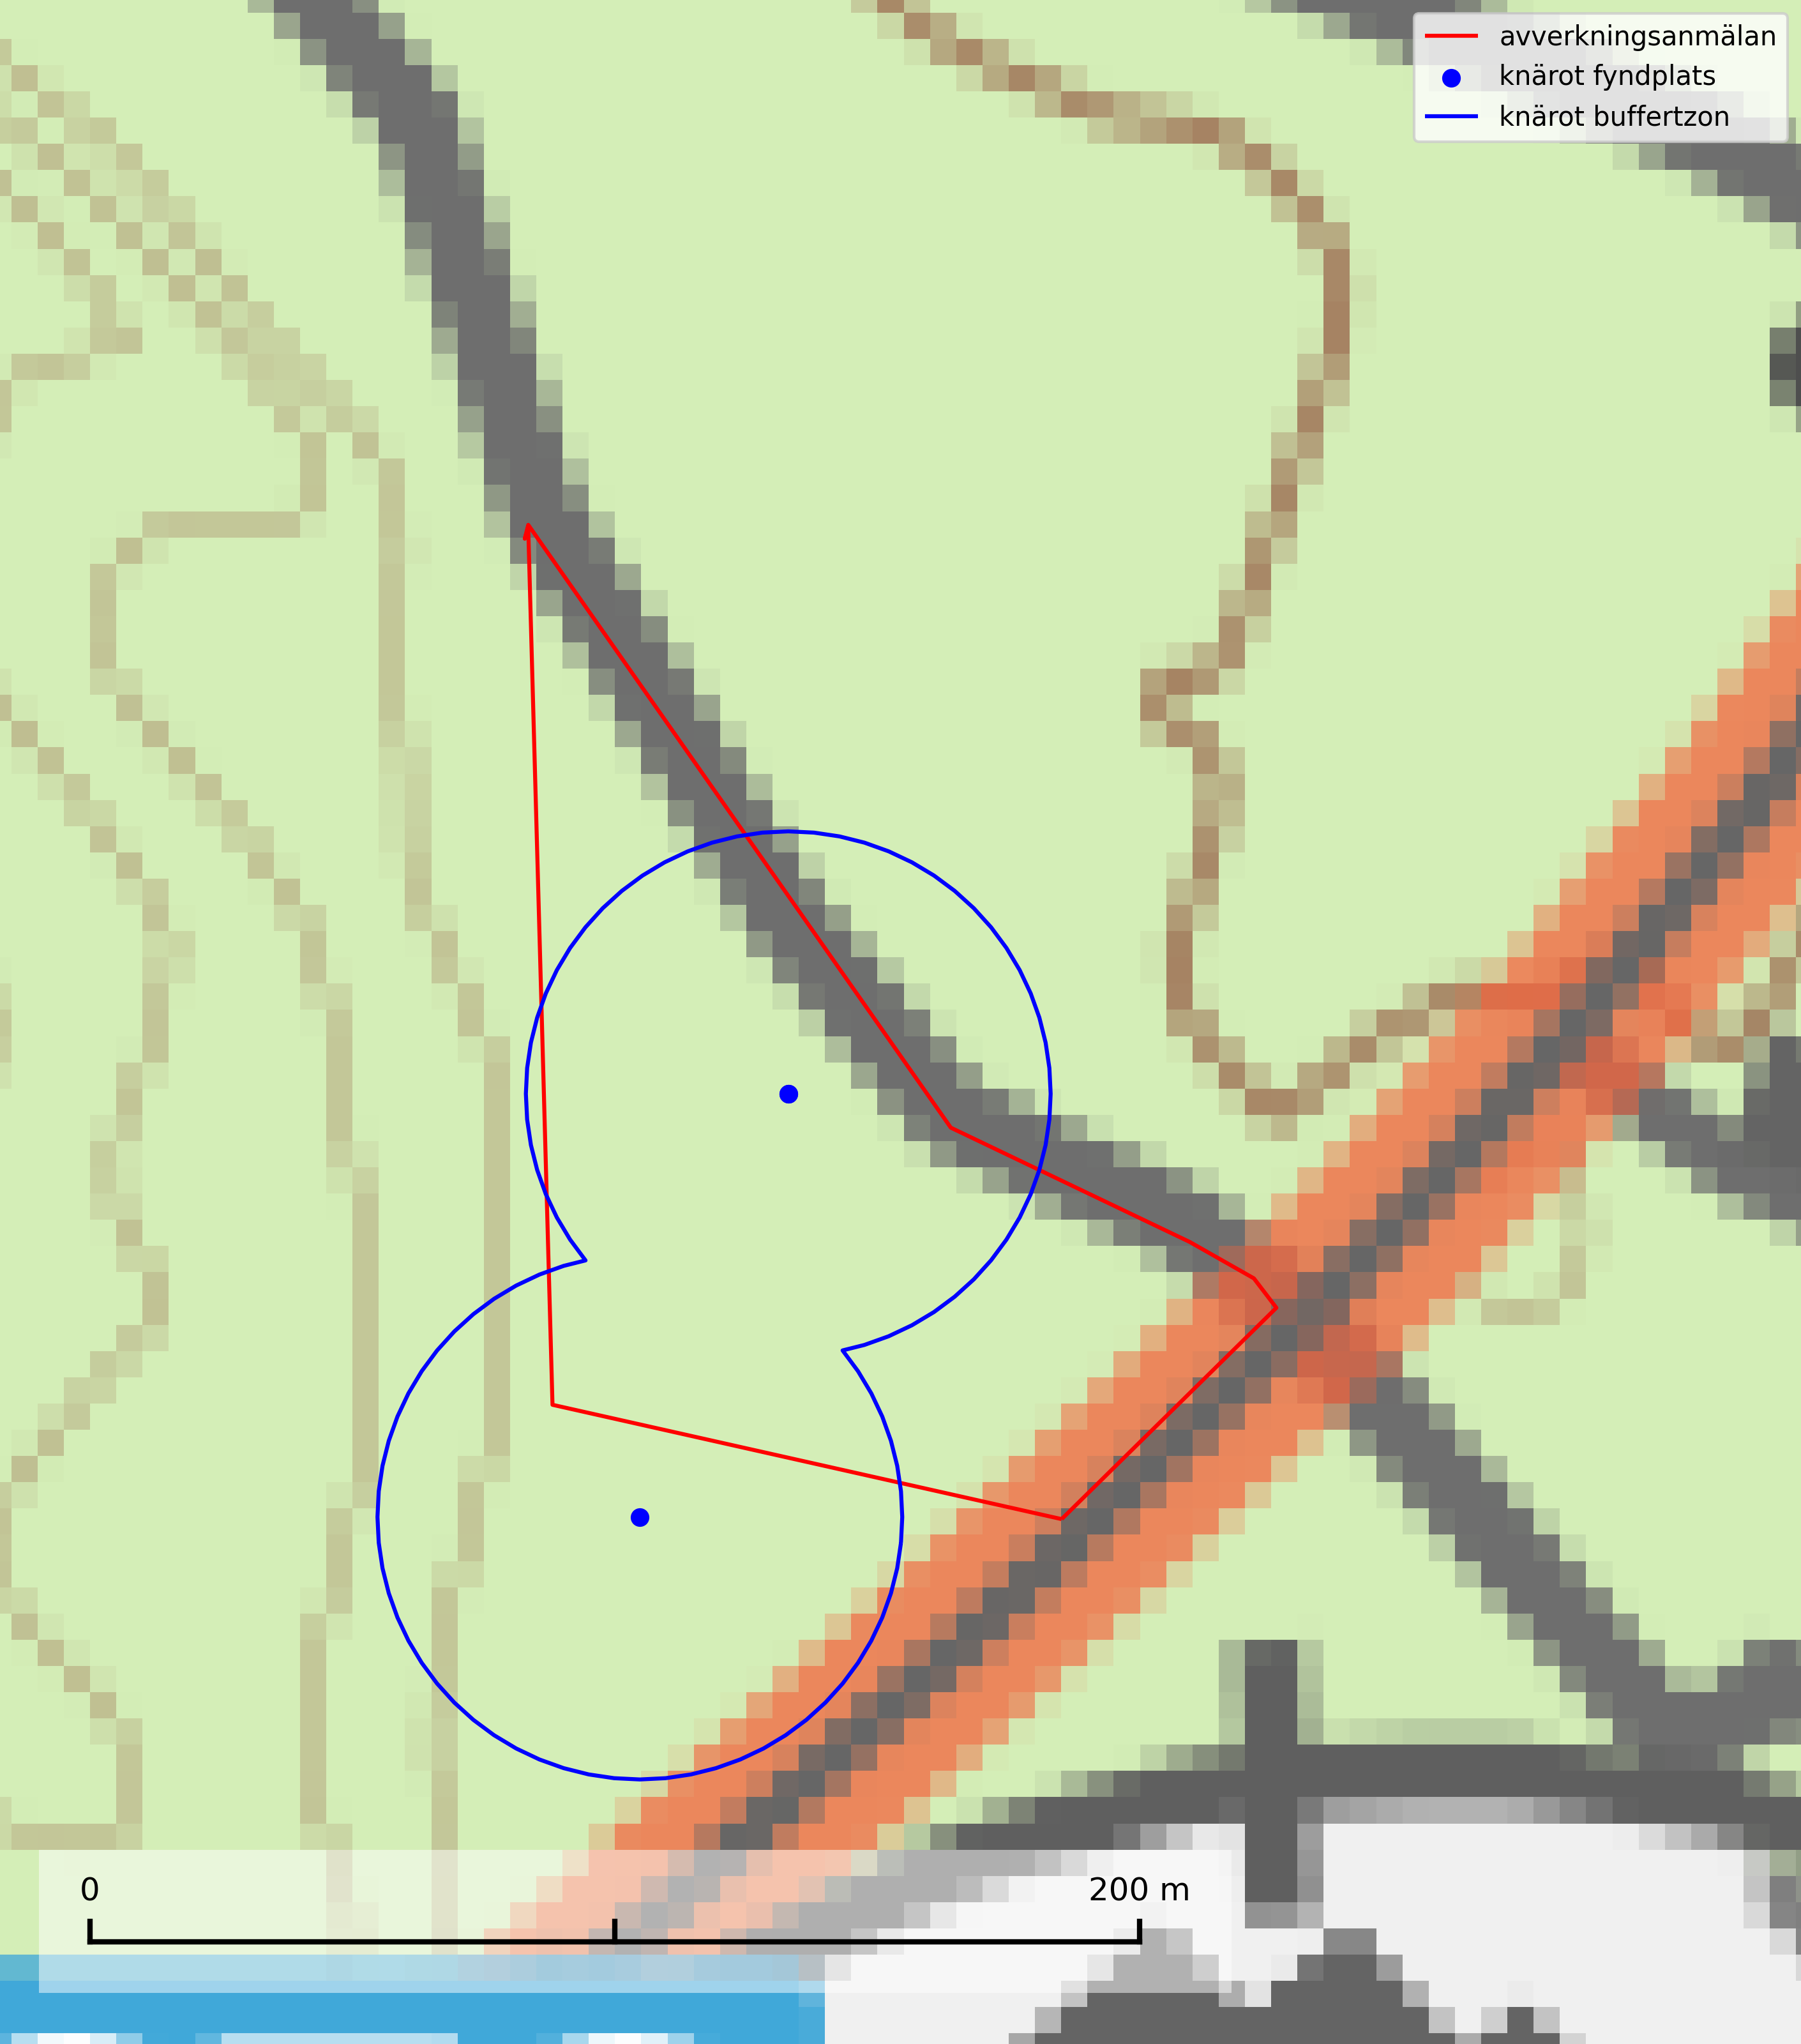 avverkningsanmälan
knärot fyndplats
knärot buffertzon
0
200 m